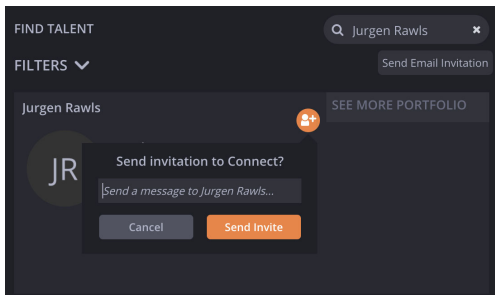 FIND TALENT
Jurgen Rawls
FILTERS
Send Email Invitation
Jurgen Rawls
SEE MORE PORTFOLIO
JR
Send invitation to Connect?
Send a message to Jurgen Rawls...
Cancel
Send Invite